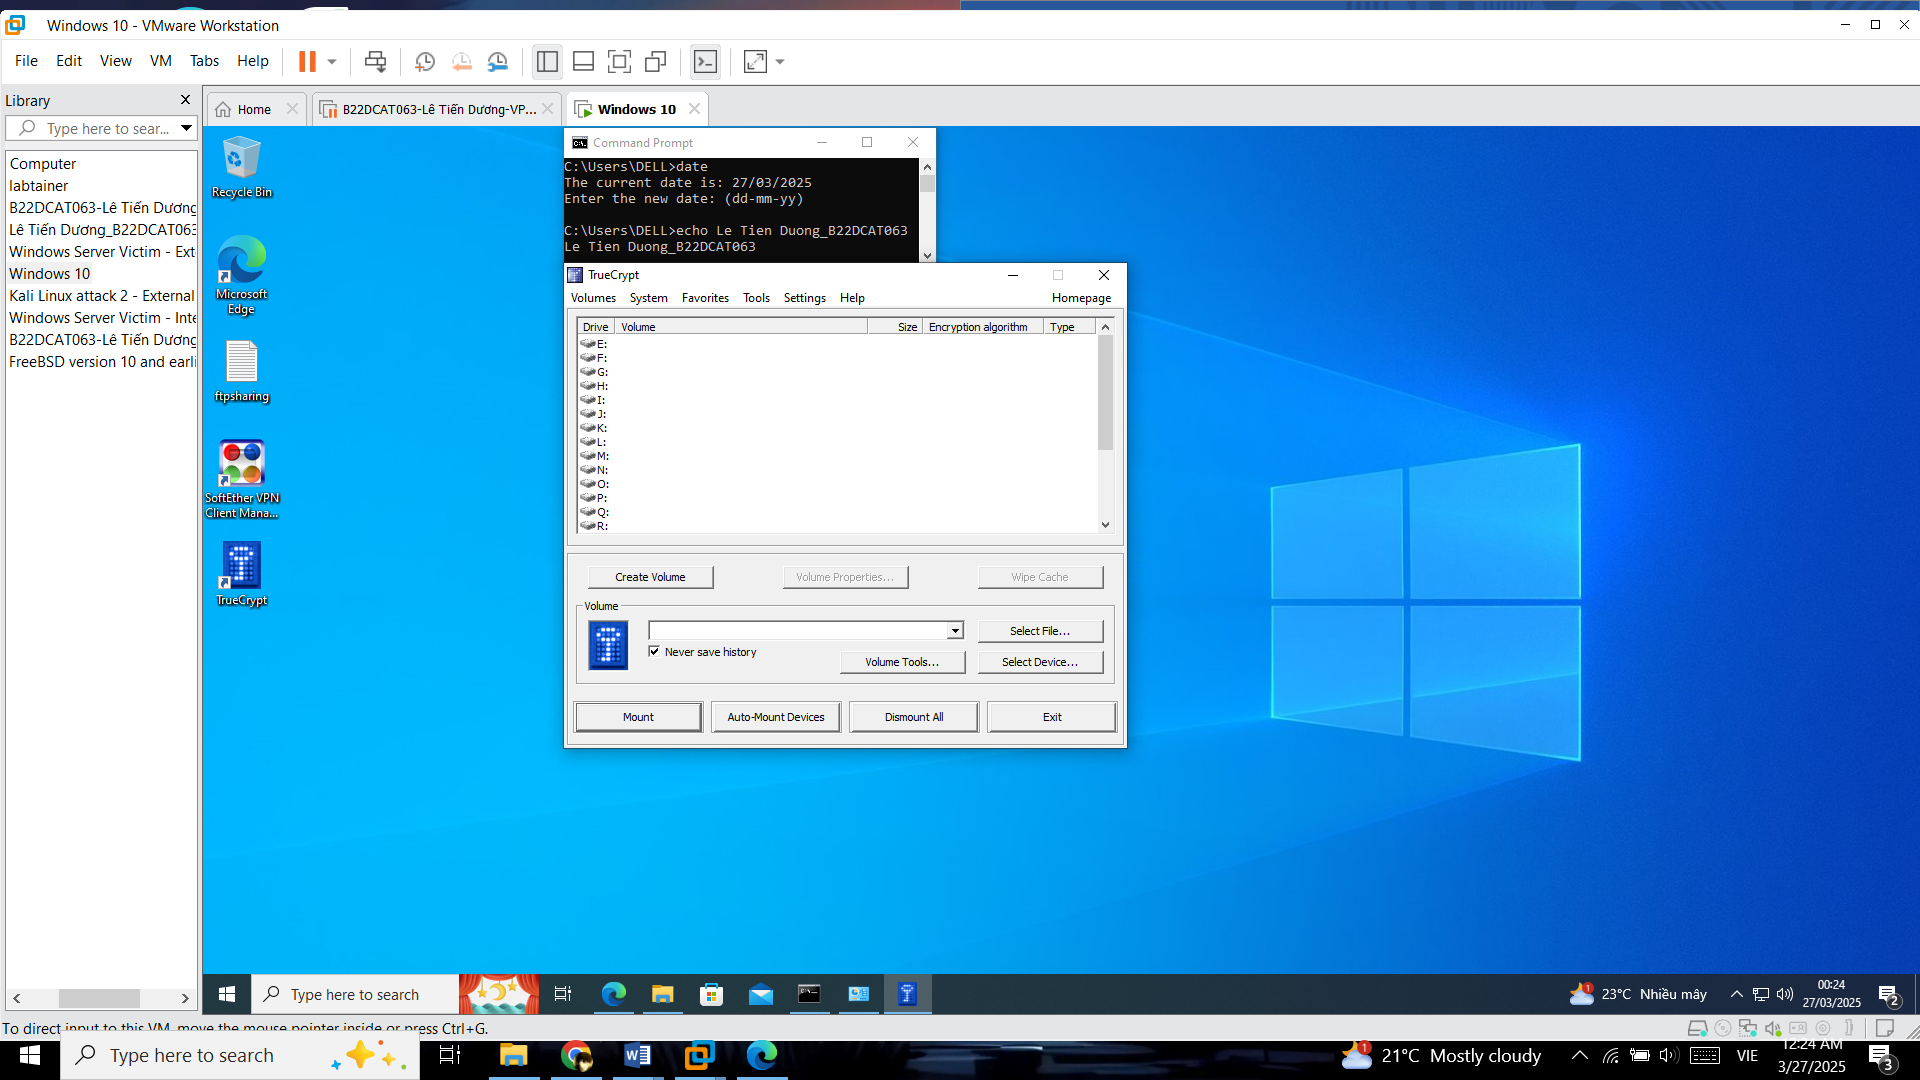 Windows 10 - VMware Workstation
File Edit View VM Tabs Help
Library
Type here to sear...
Computer
labtainer
B22DCAT063-Lê Tiến Dương
Lê Tiến Dương_B22DCAT063
Windows Server Victim - Ext
Windows 10
Kali Linux attack 2 - External
Windows Server Victim - Inte
B22DCAT063-Lê Tiến Dương
FreeBSD version 10 and earli
Home
B22DCAT063-Lê Tiến Dương-VP...
Windows 10
Recycle Bin
Microsoft
Edge
ftpsharing
SoftEther VPN
Client Mana...
TrueCrypt
Command Prompt
C:\Users\DELL>date
The current date is: 27/03/2025
Enter the new date: (dd-mm-yy)
C:\Users\DELL>echo Le Tien Duong_B22DCAT063
Le Tien Duong_B22DCAT063
TrueCrypt
Volumes System Favorites Tools Settings Help Homepage
Drive Volume Size Encryption algorithm Type
E:
F:
G:
H:
I:
J:
K:
L:
M:
N:
O:
P:
Q:
R:
Create Volume Volume Properties... Wipe Cache
Volume
Select File...
Never save history
Volume Tools... Select Device...
Mount Auto-Mount Devices Dismount All Exit
Type here to search
1
23°C Nhiều mây
00:24
27/03/2025
2
To direct input to this VM, move the mouse pointer inside or press Ctrl+G.
Type here to search
1
21°C Mostly cloudy
VIE
12:24 AM
3/27/2025
3